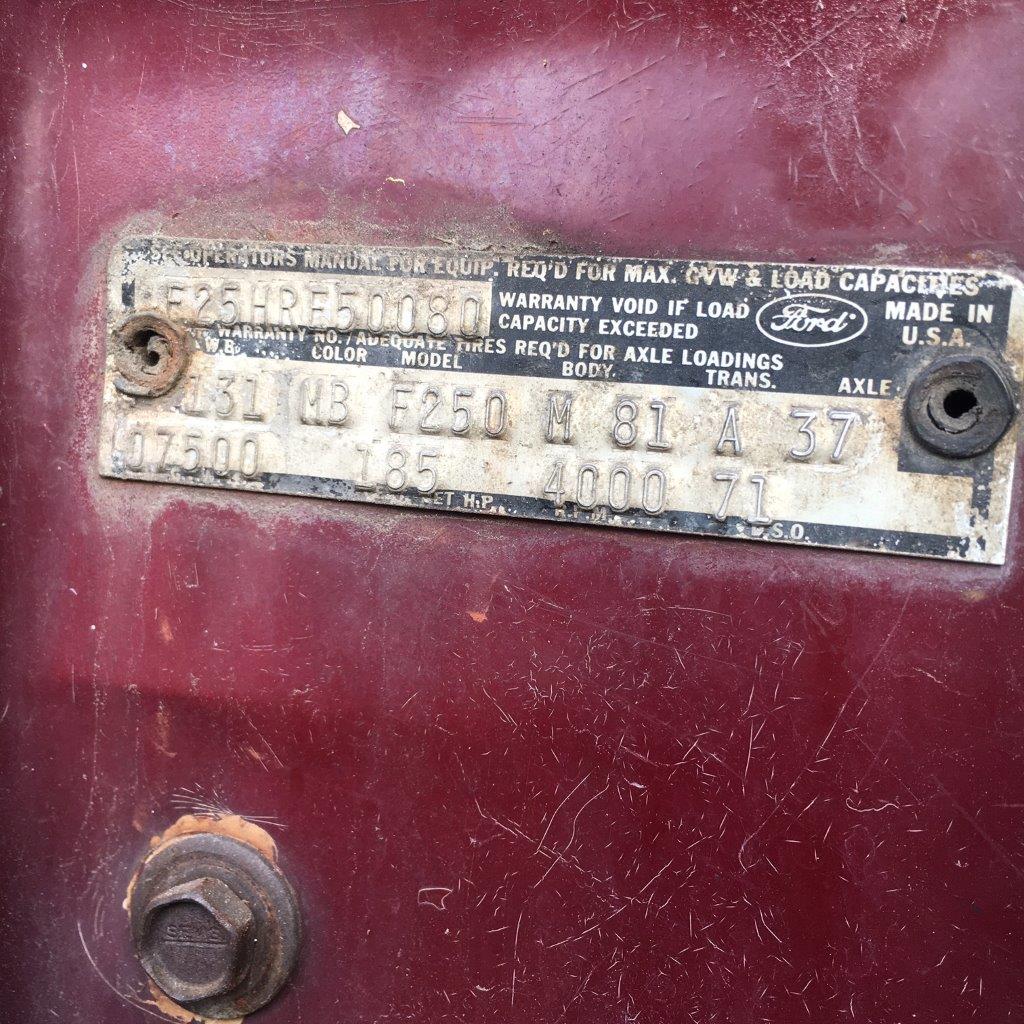 OPERATORS MANUAL FOR EQUIP. REQ'D FOR MAX. GVW & LOAD CAPACITIES
F25HRE50080 WARRANTY VOID IF LOAD Ford MADE IN
CAPACITY EXCEEDED U.S.A.
WARRANTY NO./ADEQUATE TIRES REQ'D FOR AXLE LOADINGS
W.B. COLOR MODEL BODY. TRANS. AXLE
131 MB F250 M 81 A 37
07500 185 4000 71
NET H.P. R.P.M. D.S.O.